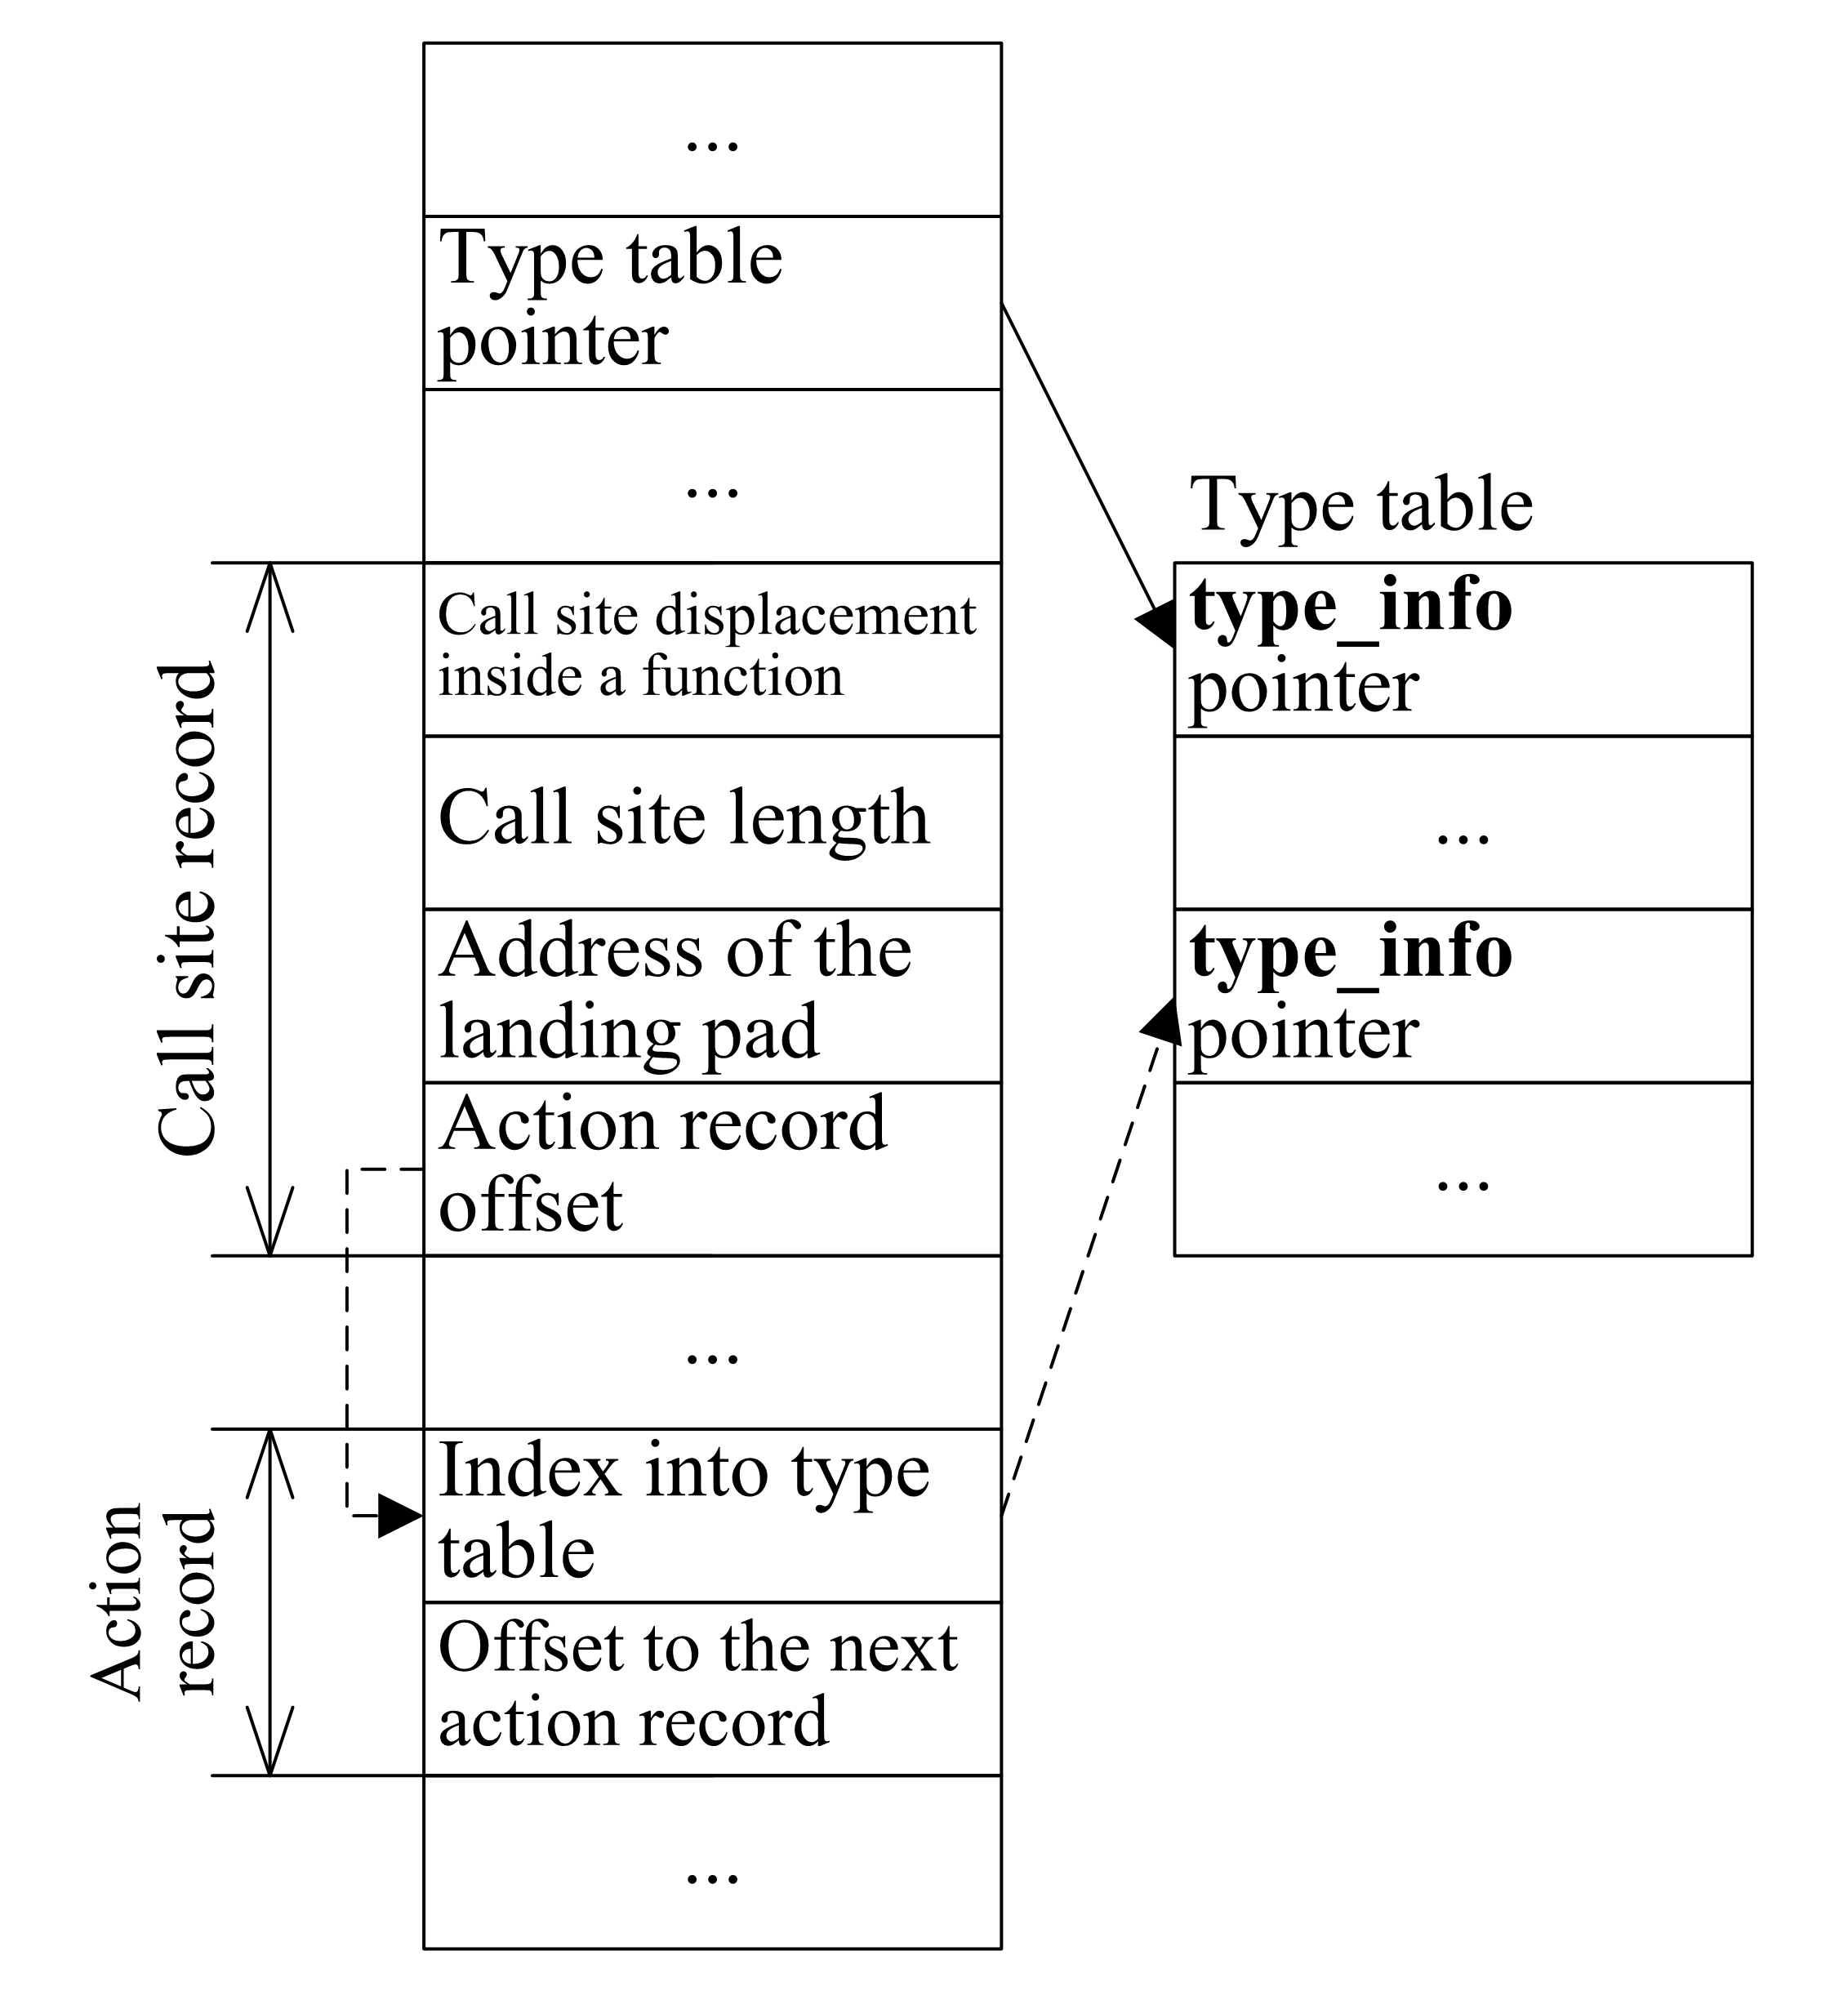 ...
Type table
pointer
...
Call site record
Call site displacement
inside a function
Call site length
Address of the
landing pad
Action record
offset
...
Action
record
Index into type
table
Offset to the next
action record
...
Type table
type_info
pointer
...
type_info
pointer
...